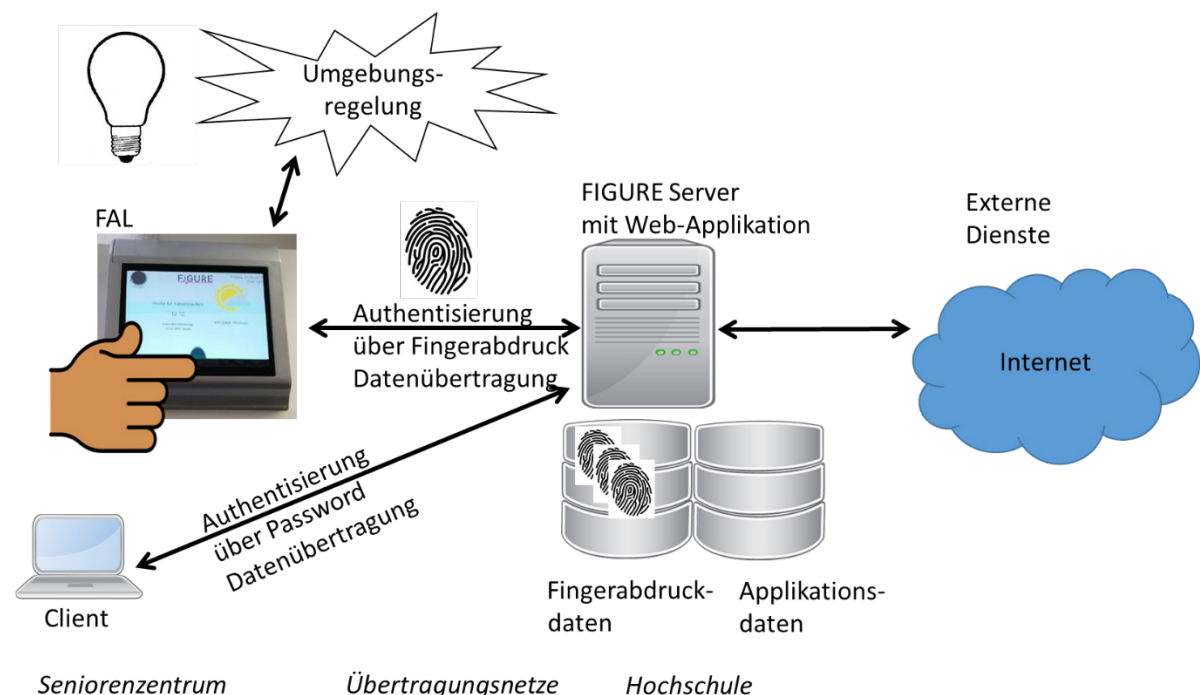 Umgebungs-
regelung
FAL
FIGURE
FIGURE Server
mit Web-Applikation
Externe
Dienste
Authentisierung
über Fingerabdruck
Datenübertragung
Internet
Authentisierung
über Password
Datenübertragung
Client
Fingerabdruck-
daten
Applikations-
daten
Seniorenzentrum
Übertragungsnetze
Hochschule